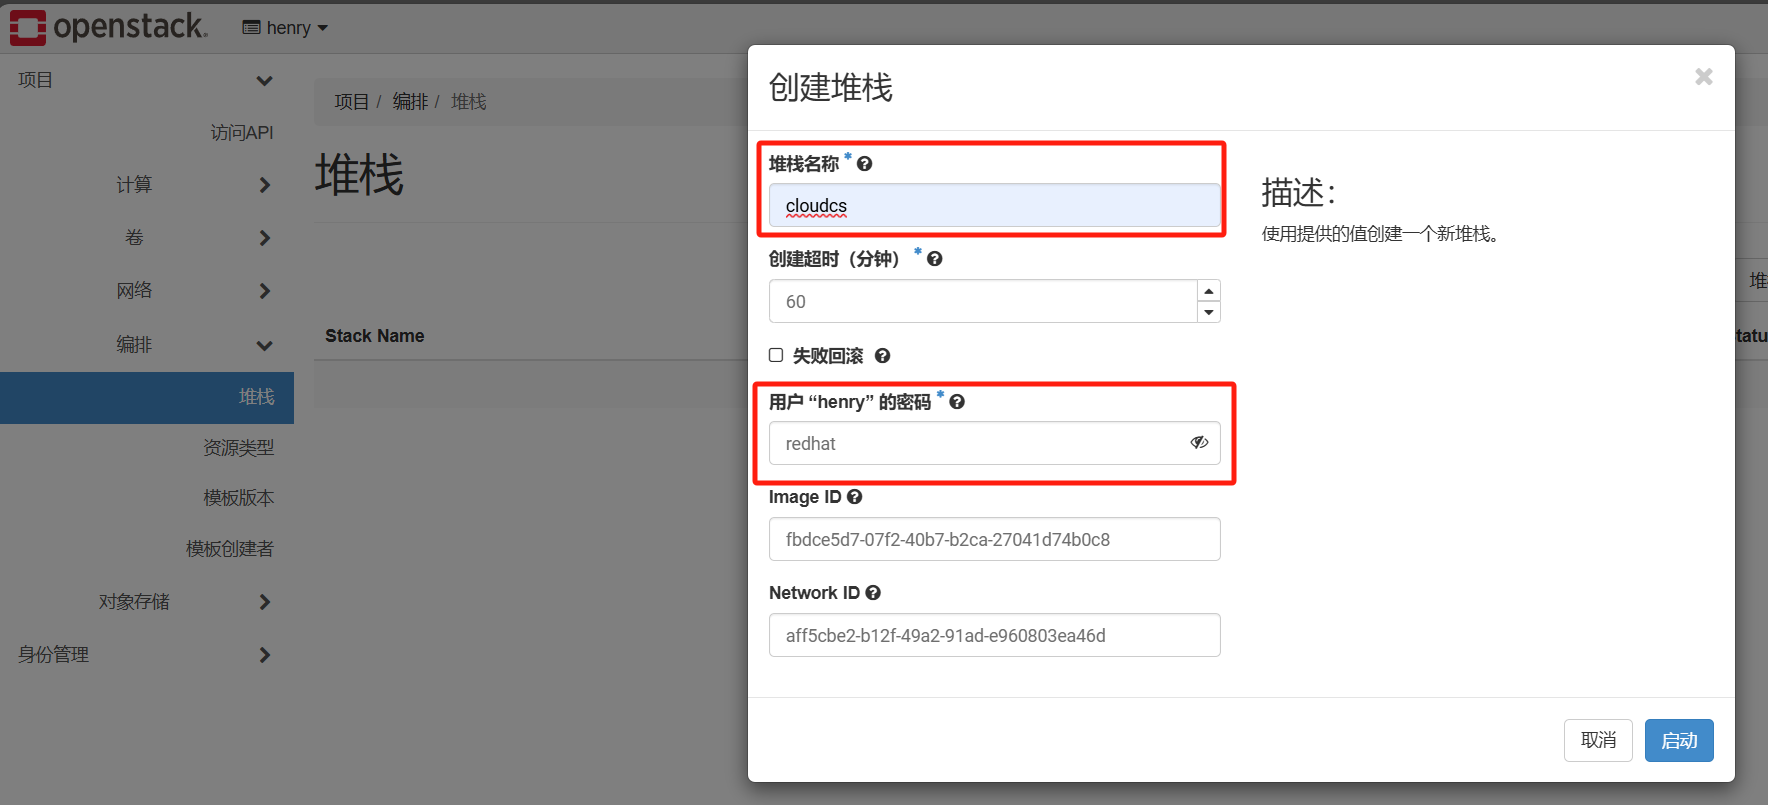 openstack.
henry
项目
访问API
计算
卷
网络
编排
堆栈
资源类型
模板版本
模板创建者
对象存储
身份管理
项目 / 编排 / 堆栈
堆栈
Stack Name
创建堆栈
堆栈名称 *
cloudcs
创建超时（分钟） *
60
失败回滚
用户 “henry” 的密码 *
redhat
Image ID
fbdce5d7-07f2-40b7-b2ca-27041d74b0c8
Network ID
aff5cbe2-b12f-49a2-91ad-e960803ea46d
描述：
使用提供的值创建一个新堆栈。
取消
启动